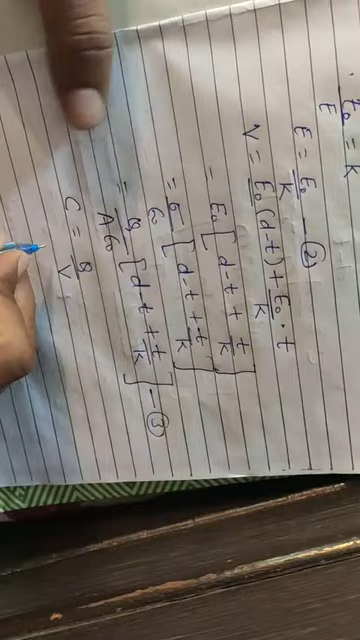 E₀/E = K
E = E₀/K — ②
V = E₀(d-t) + E₀/K · t
= E₀ [ d-t + t/K ]
= σ/ε₀ [ d-t + t/K ]
= q/Aε₀ [ d-t + t/K ] — ③
C = q/V